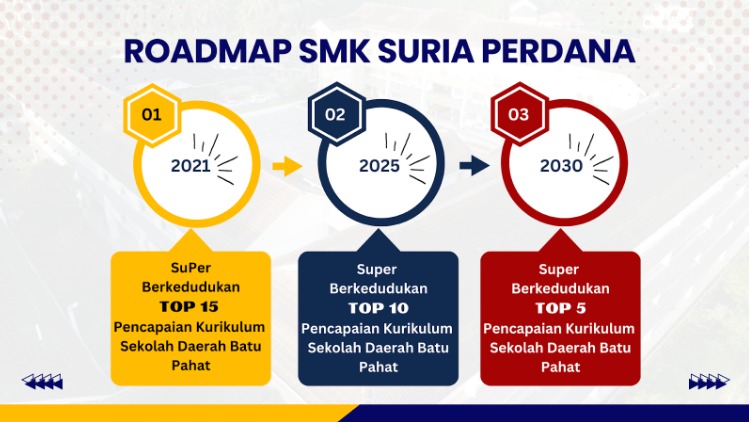 ROADMAP SMK SURIA PERDANA
01
2021
SuPer
Berkedudukan
TOP 15
Pencapaian Kurikulum
Sekolah Daerah Batu
Pahat
02
2025
Super
Berkedudukan
TOP 10
Pencapaian Kurikulum
Sekolah Daerah Batu
Pahat
03
2030
Super
Berkedudukan
TOP 5
Pencapaian Kurikulum
Sekolah Daerah Batu
Pahat